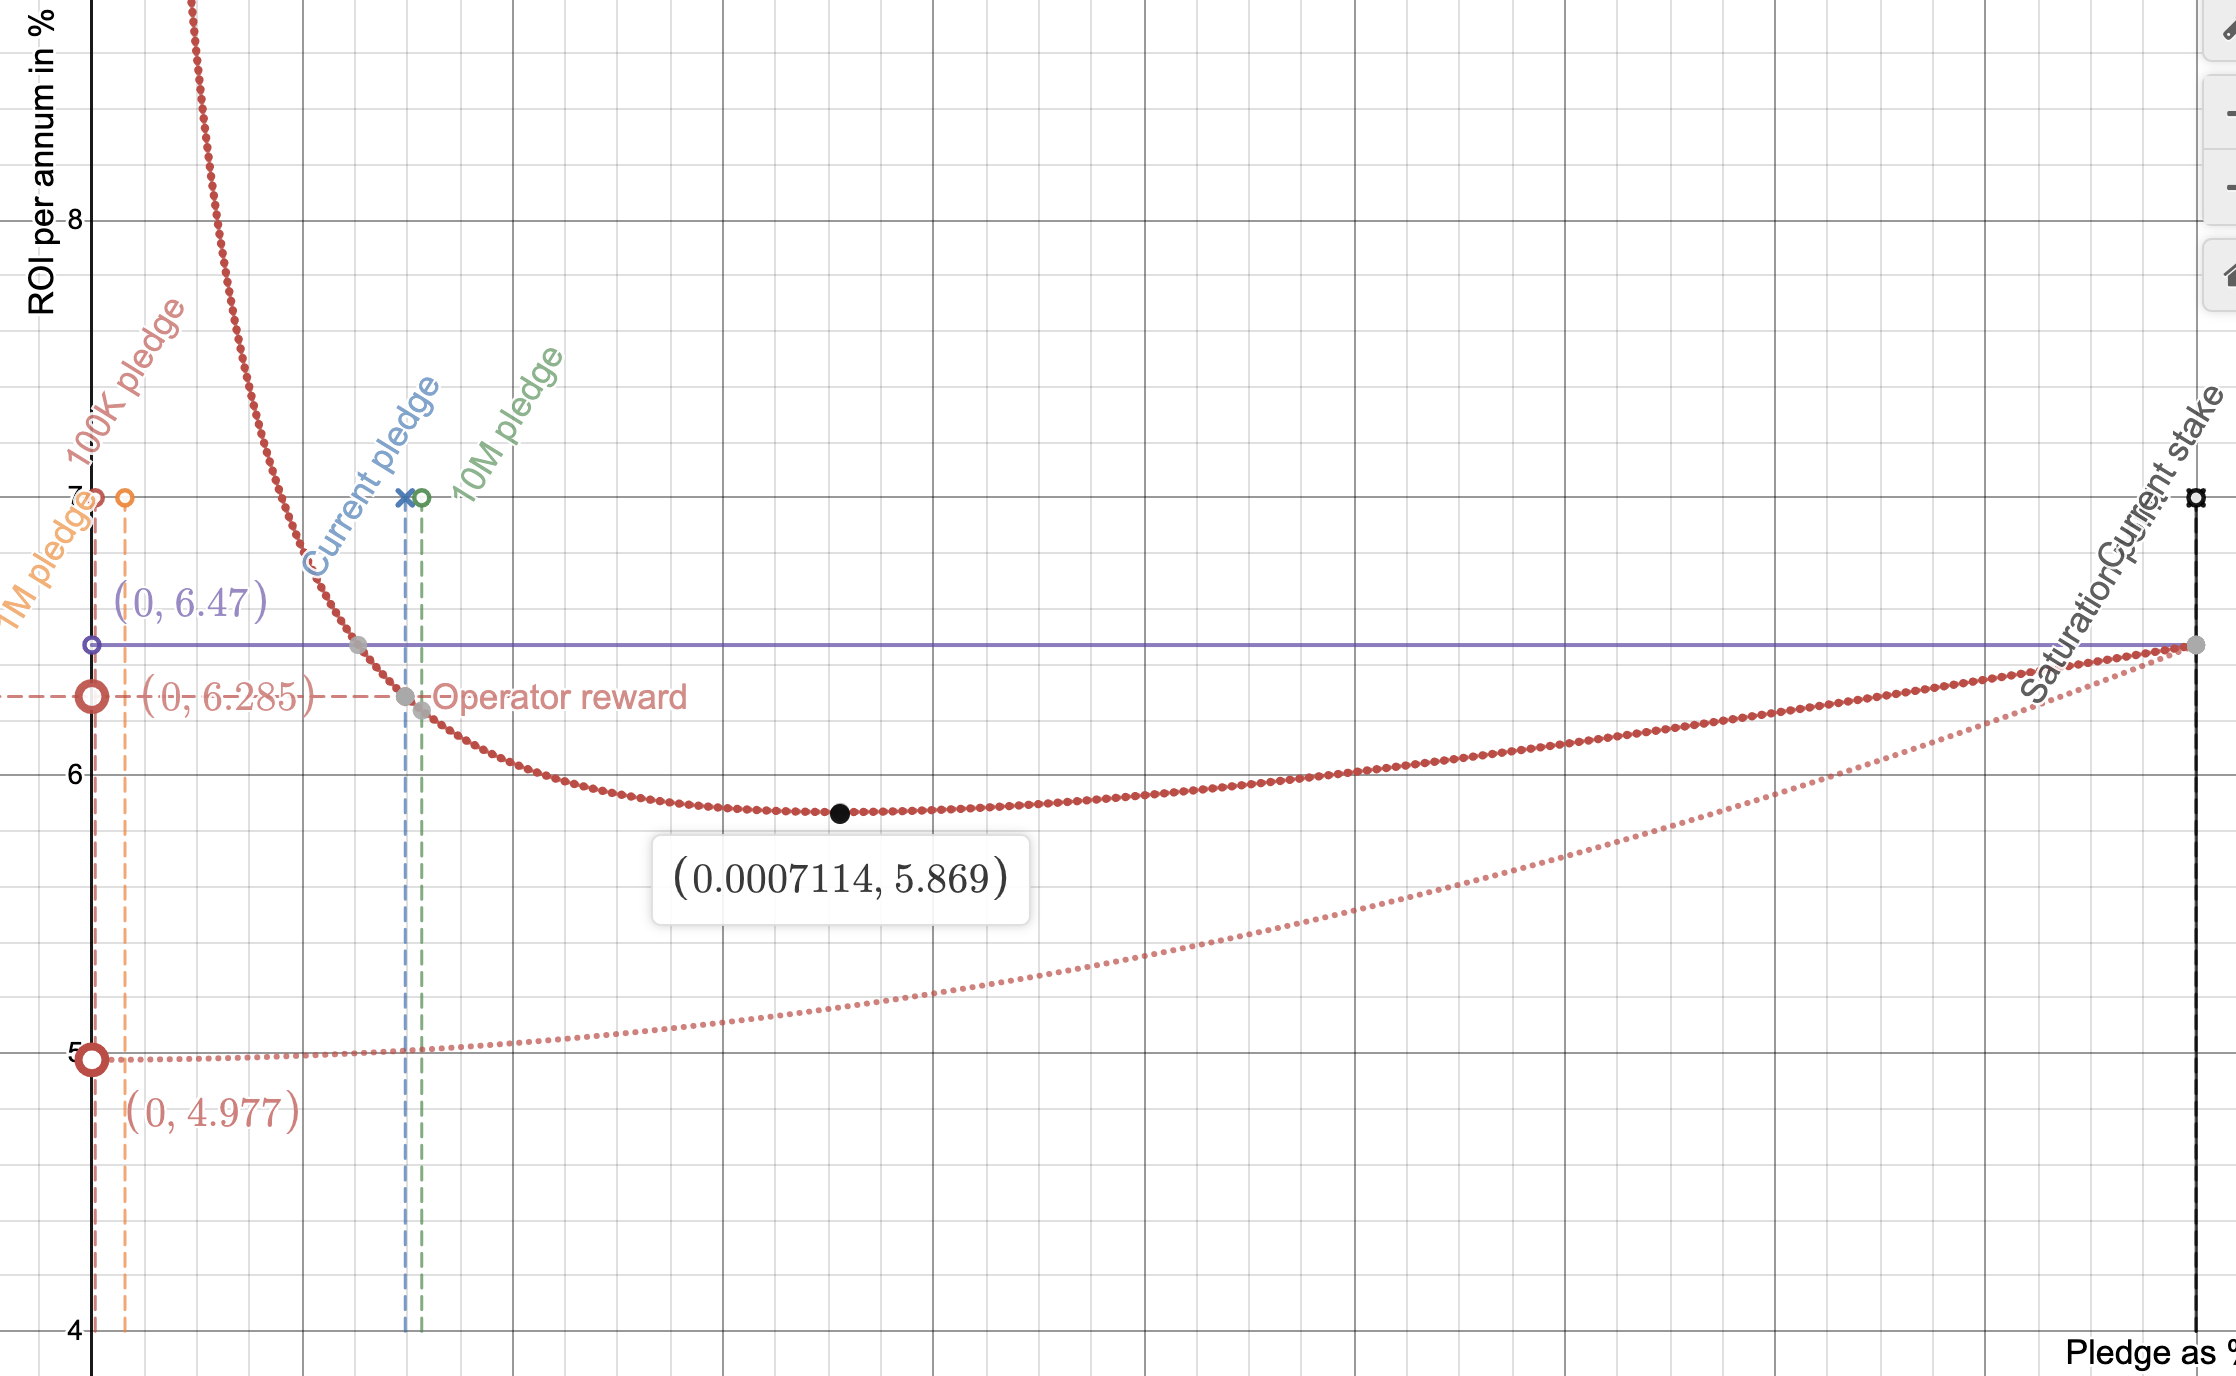 ROI per annum in %
8
100K pledge
Current pledge
10M pledge
Current stake
Saturation
1M pledge
(0, 6.47)
(0, 6.285)
Operator reward
6
(0.0007114, 5.869)
5
(0, 4.977)
4
Pledge as %